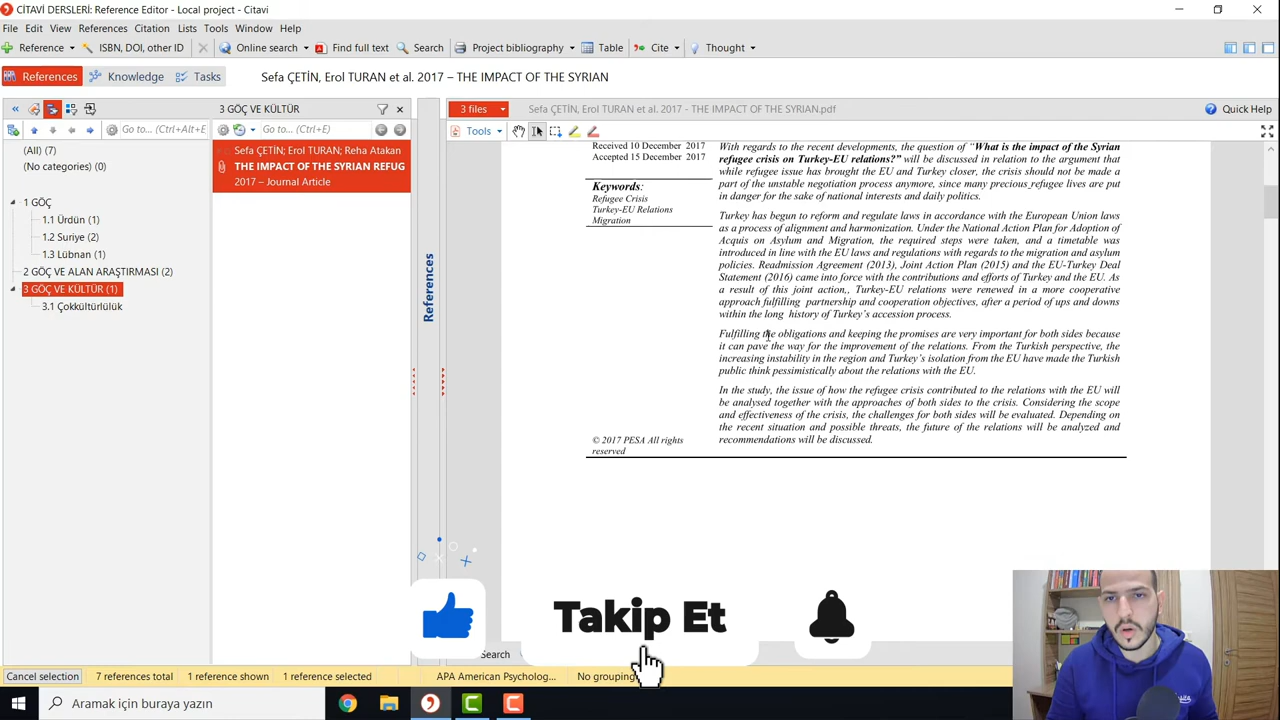 CİTAVİ DERSLERİ: Reference Editor - Local project - Citavi
File Edit View References Citation Lists Tools Window Help
Reference ISBN, DOI, other ID Online search Find full text Search Project bibliography Table Cite Thought
References Knowledge Tasks Sefa ÇETİN, Erol TURAN et al. 2017 – THE IMPACT OF THE SYRIAN
3 GÖÇ VE KÜLTÜR
3 files Sefa ÇETİN, Erol TURAN et al. 2017 - THE IMPACT OF THE SYRIAN.pdf Quick Help
Go to... (Ctrl+Alt+E
Go to... (Ctrl+E)
Tools
(All) (7)
(No categories) (0)
1 GÖÇ
1.1 Ürdün (1)
1.2 Suriye (2)
1.3 Lübnan (1)
2 GÖÇ VE ALAN ARAŞTIRMASI (2)
3 GÖÇ VE KÜLTÜR (1)
3.1 Çokkültürlülük
Sefa ÇETİN; Erol TURAN; Reha Atakan
THE IMPACT OF THE SYRIAN REFUG
2017 – Journal Article
References
Received 10 December 2017
Accepted 15 December 2017
Keywords:
Refugee Crisis
Turkey-EU Relations
Migration
© 2017 PESA All rights
reserved
With regards to the recent developments, the question of “What is the impact of the Syrian
refugee crisis on Turkey-EU relations?” will be discussed in relation to the argument that
while refugee issue has brought the EU and Turkey closer, the crisis should not be made a
part of the unstable negotiation process anymore, since many precious refugee lives are put
in danger for the sake of national interests and daily politics.
Turkey has begun to reform and regulate laws in accordance with the European Union laws
as a process of alignment and harmonization. Under the National Action Plan for Adoption of
Acquis on Asylum and Migration, the required steps were taken, and a timetable was
introduced in line with the EU laws and regulations with regards to the migration and asylum
policies. Readmission Agreement (2013), Joint Action Plan (2015) and the EU-Turkey Deal
Statement (2016) came into force with the contributions and efforts of Turkey and the EU. As
a result of this joint action,, Turkey-EU relations were renewed in a more cooperative
approach fulfilling partnership and cooperation objectives, after a period of ups and downs
within the long history of Turkey’s accession process.
Fulfilling the obligations and keeping the promises are very important for both sides because
it can pave the way for the improvement of the relations. From the Turkish perspective, the
increasing instability in the region and Turkey’s isolation from the EU have made the Turkish
public think pessimistically about the relations with the EU.
In the study, the issue of how the refugee crisis contributed to the relations with the EU will
be analysed together with the approaches of both sides to the crisis. Considering the scope
and effectiveness of the crisis, the challenges for both sides will be evaluated. Depending on
the recent situation and possible threats, the future of the relations will be analyzed and
recommendations will be discussed.
Takip Et
Search
Cancel selection 7 references total 1 reference shown 1 reference selected APA American Psycholog... No grouping
Aramak için buraya yazın